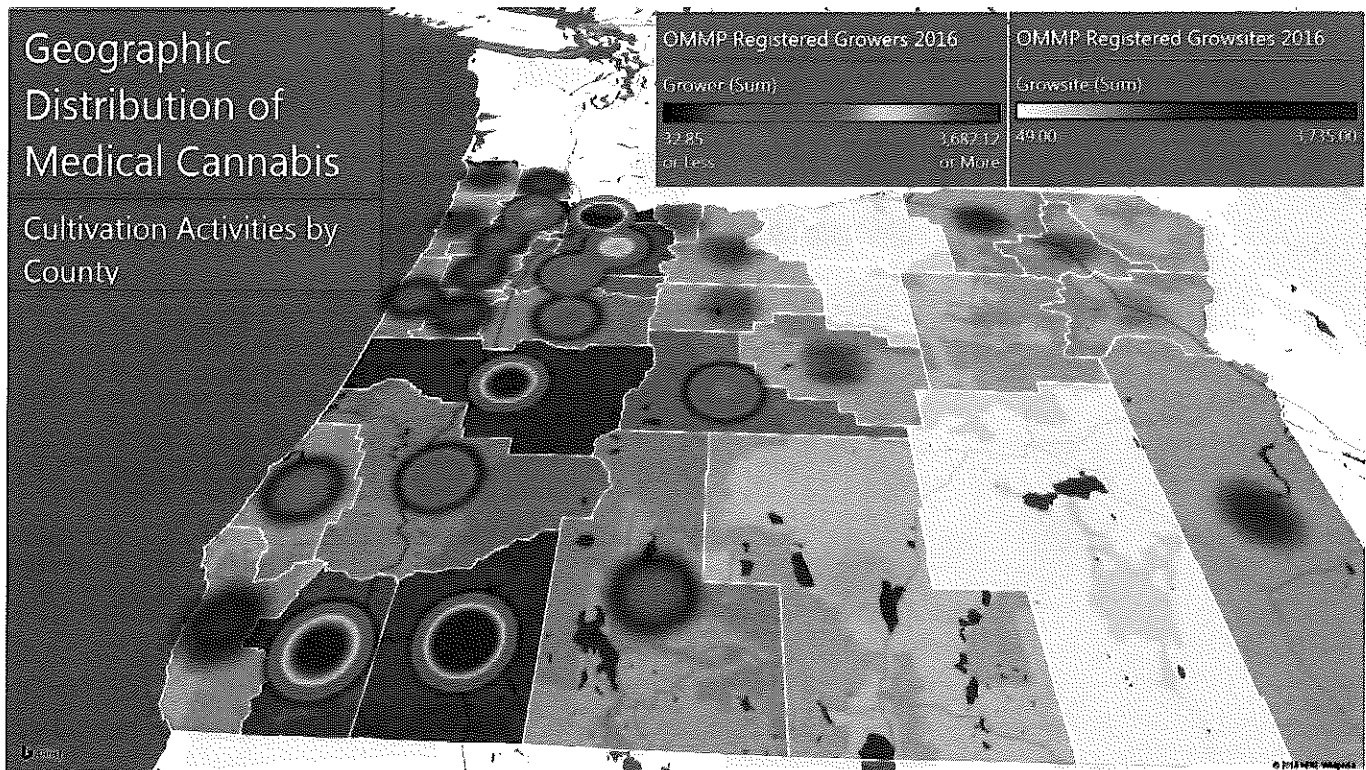 Geographic
Distribution of
Medical Cannabis
Cultivation Activities by
County
OMMP Registered Growers 2016
Grower (Sum)
32.85
or Less
3,687.12
or More
OMMP Registered Growsites 2016
Growsite (Sum)
49.00
3,735.00